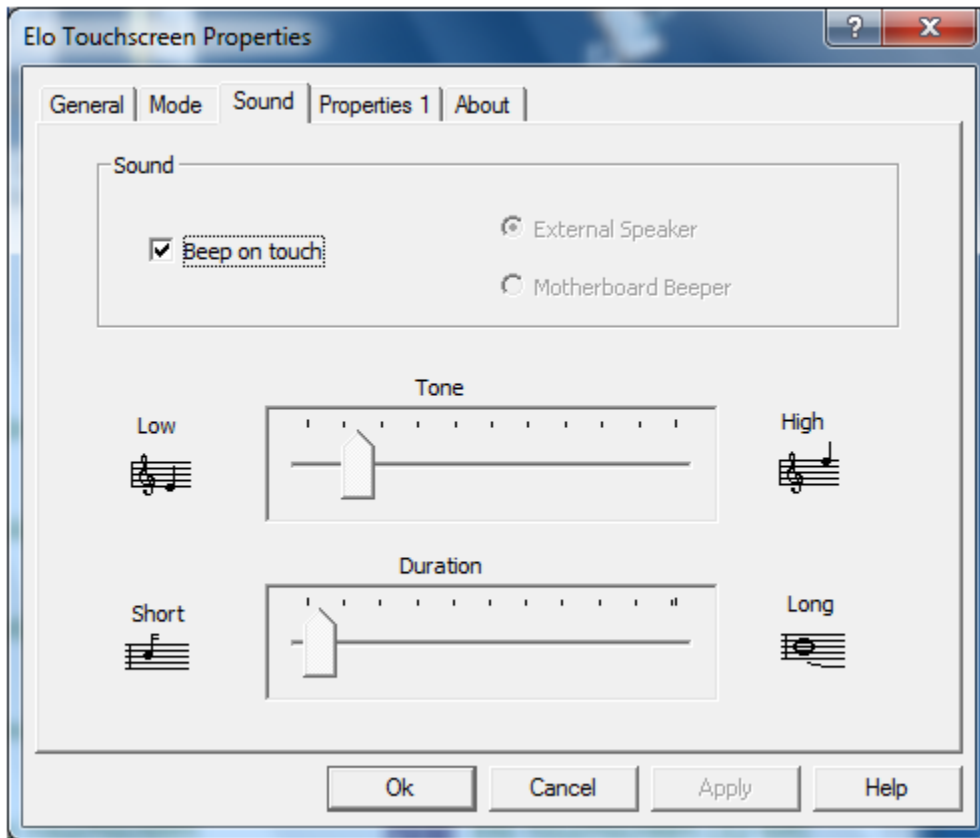 Elo Touchscreen Properties
General Mode Sound Properties 1 About
Sound
Beep on touch
External Speaker
Motherboard Beeper
Tone
Low
High
Duration
Short
Long
Ok Cancel Apply Help